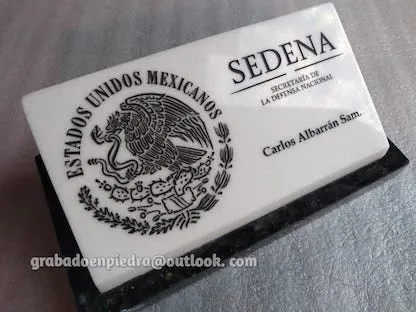 ESTADOS UNIDOS MEXICANOS
SEDENA
SECRETARÍA DE
LA DEFENSA NACIONAL
Carlos Albarrán Sam.
grabadoenpiedra@outlook.com